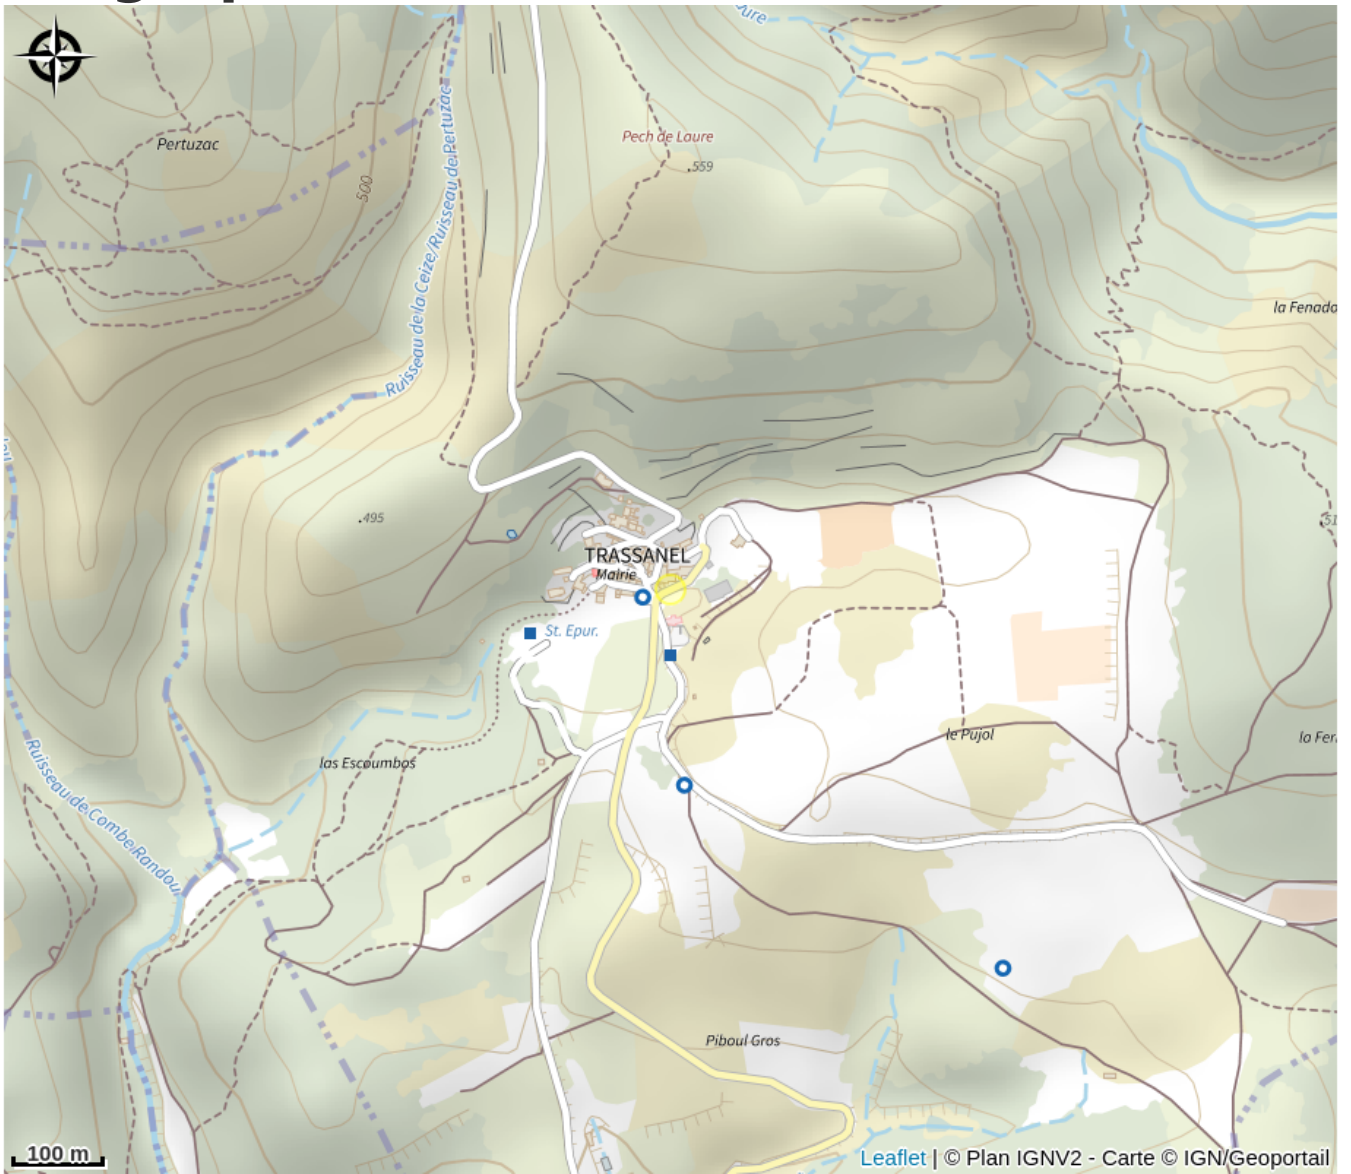 Pech de Laure
.559
Pertuzac
500
Ruisseau de la Ceize/Ruisseau de Pertuzac
la Fenado
.495
TRASSANEL
Mairie
St. Epur.
le Pujol
la Fer
las Escoumbos
Ruisseau de Combe Randou
Piboul Gros
100 m
Leaflet | © Plan IGNV2 - Carte © IGN/Geoportail